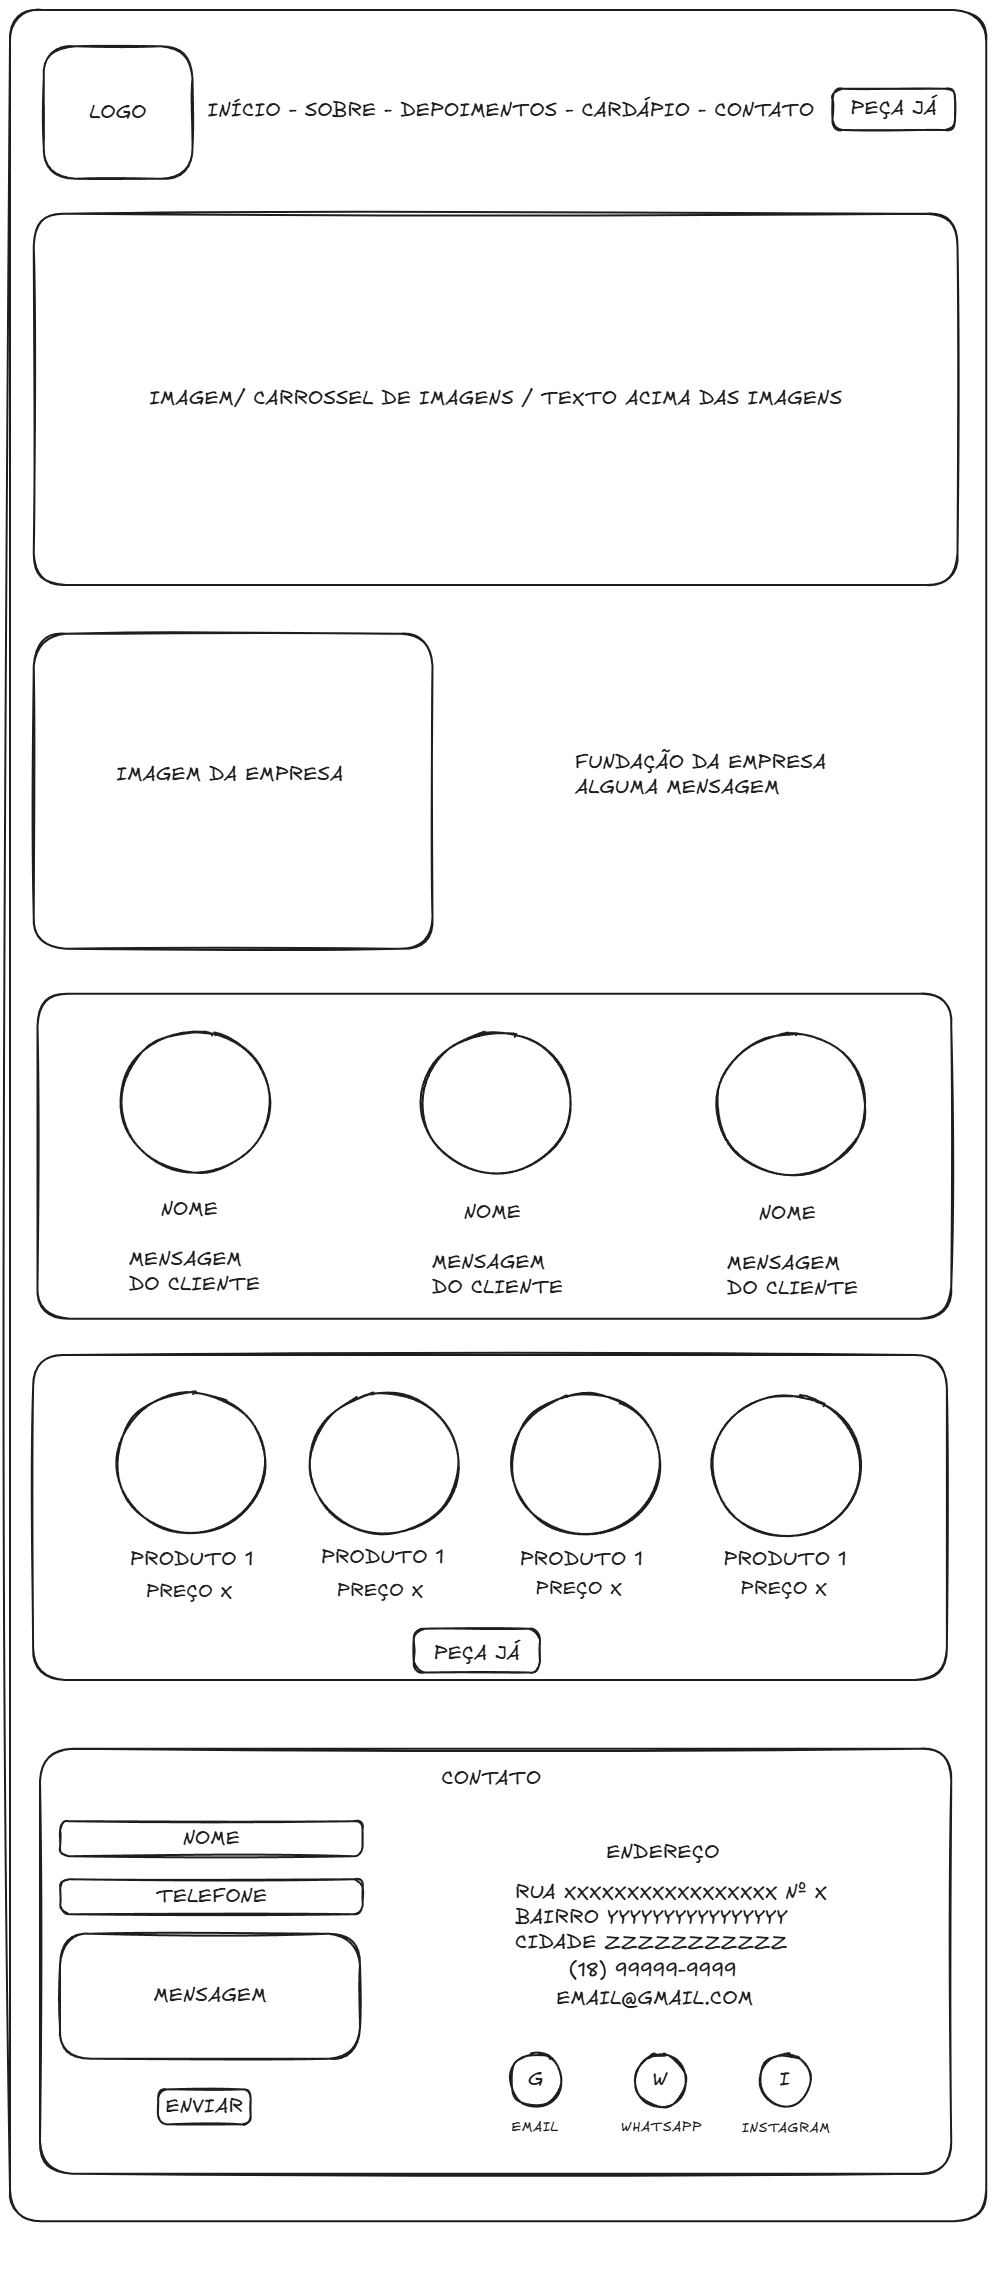 LOGO
INÍCIO - SOBRE - DEPOIMENTOS - CARDÁPIO - CONTATO
PEÇA JÁ
IMAGEM/ CARROSSEL DE IMAGENS / TEXTO ACIMA DAS IMAGENS
IMAGEM DA EMPRESA
FUNDAÇÃO DA EMPRESA
ALGUMA MENSAGEM
NOME
MENSAGEM
DO CLIENTE
NOME
MENSAGEM
DO CLIENTE
NOME
MENSAGEM
DO CLIENTE
PRODUTO 1
PREÇO X
PRODUTO 1
PREÇO X
PRODUTO 1
PREÇO X
PRODUTO 1
PREÇO X
PEÇA JÁ
CONTATO
NOME
TELEFONE
MENSAGEM
ENVIAR
ENDEREÇO
RUA XXXXXXXXXXXXXXXXX Nº X
BAIRRO YYYYYYYYYYYYYYYY
CIDADE ZZZZZZZZZZZ
(18) 99999-9999
EMAIL@GMAIL.COM
G
EMAIL
W
WHATSAPP
I
INSTAGRAM